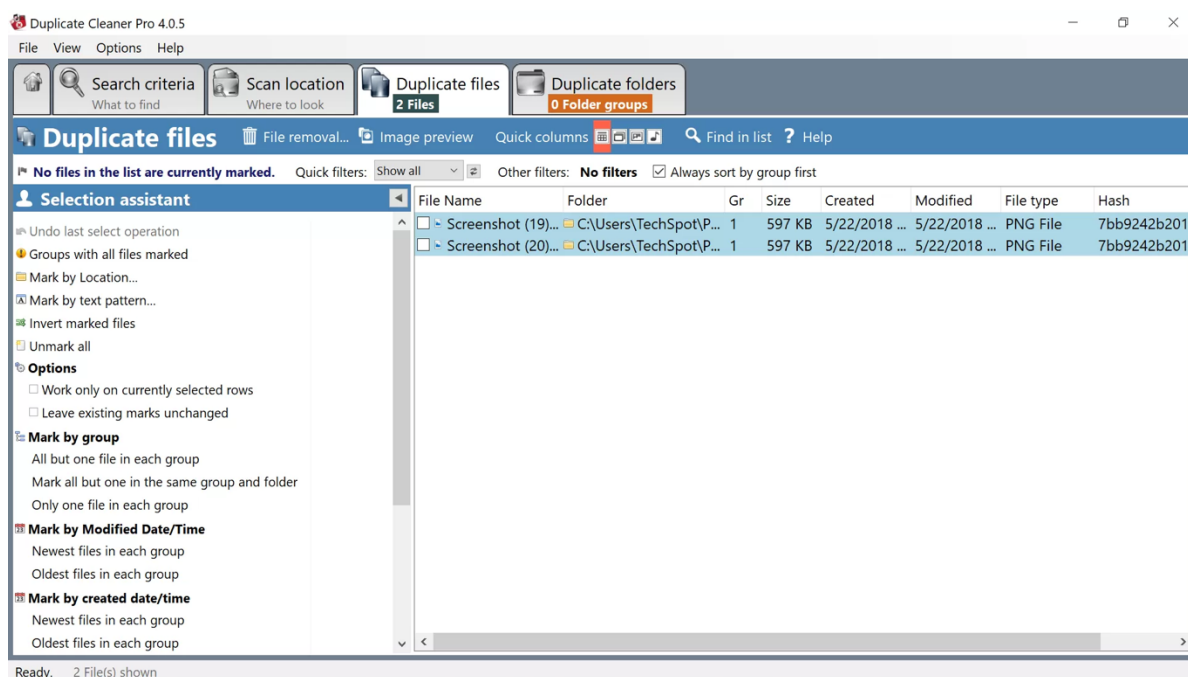 Duplicate Cleaner Pro 4.0.5
File View Options Help
Search criteria
What to find
Scan location
Where to look
Duplicate files
2 Files
Duplicate folders
0 Folder groups
Duplicate files File removal... Image preview Quick columns Find in list ? Help
No files in the list are currently marked. Quick filters: Show all Other filters: No filters Always sort by group first
Selection assistant
Undo last select operation
Groups with all files marked
Mark by Location...
Mark by text pattern...
Invert marked files
Unmark all
Options
Work only on currently selected rows
Leave existing marks unchanged
Mark by group
All but one file in each group
Mark all but one in the same group and folder
Only one file in each group
Mark by Modified Date/Time
Newest files in each group
Oldest files in each group
Mark by created date/time
Newest files in each group
Oldest files in each group
File Name Folder Gr Size Created Modified File type Hash
Screenshot (19)... C:\Users\TechSpot\P... 1 597 KB 5/22/2018 ... 5/22/2018 ... PNG File 7bb9242b201
Screenshot (20)... C:\Users\TechSpot\P... 1 597 KB 5/22/2018 ... 5/22/2018 ... PNG File 7bb9242b201
Ready. 2 File(s) shown